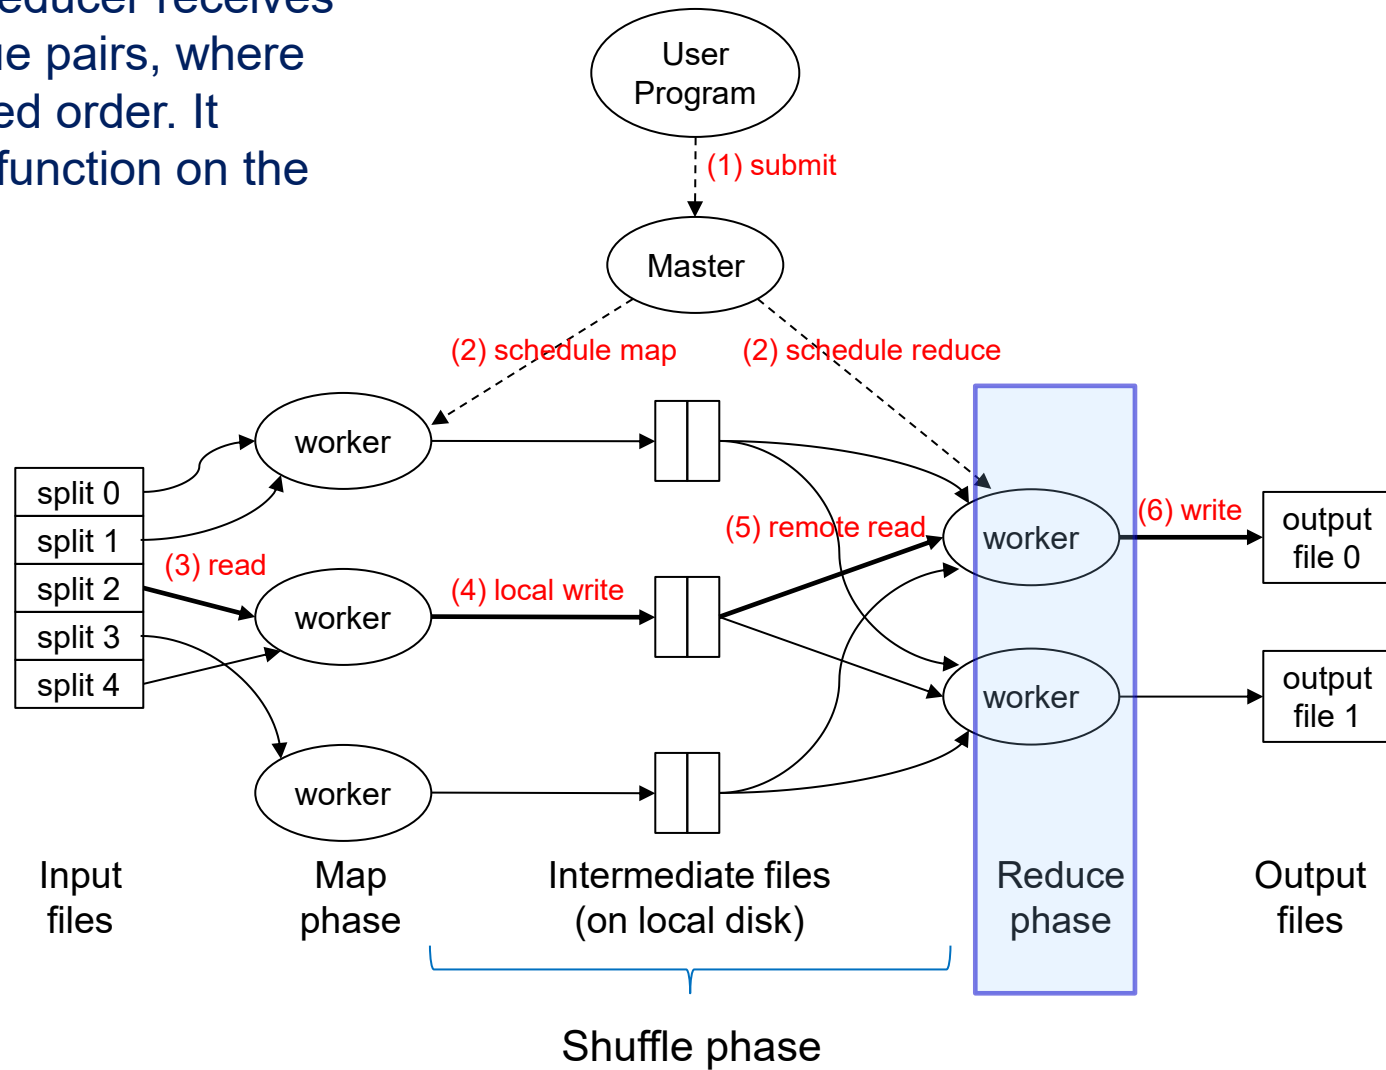 educer receives
ue pairs, where
ed order. It
function on the
User
Program
(1) submit
Master
(2) schedule map
(2) schedule reduce
worker
split 0
split 1
split 2
split 3
split 4
(3) read
worker
(4) local write
worker
(5) remote read
worker
(6) write
output
file 0
worker
output
file 1
Input
files
Map
phase
Intermediate files
(on local disk)
Reduce
phase
Output
files
Shuffle phase